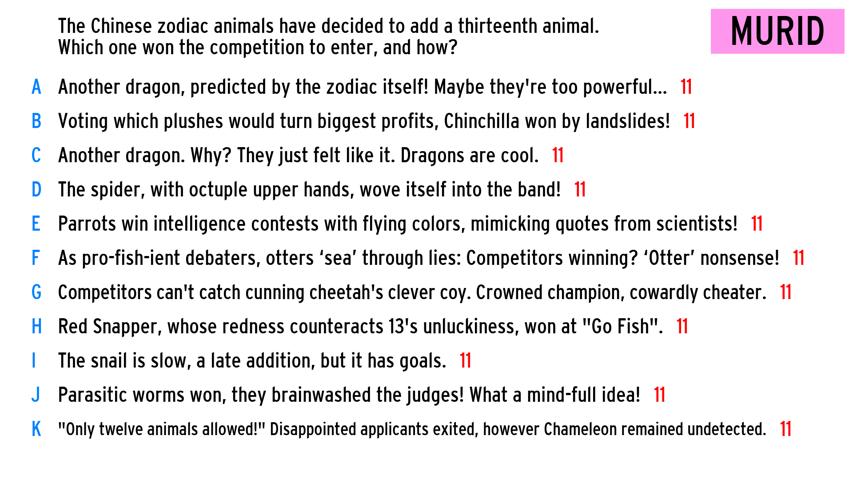 The Chinese zodiac animals have decided to add a thirteenth animal.
Which one won the competition to enter, and how?
MURID
A Another dragon, predicted by the zodiac itself! Maybe they're too powerful... 11
B Voting which plushes would turn biggest profits, Chinchilla won by landslides! 11
C Another dragon. Why? They just felt like it. Dragons are cool. 11
D The spider, with octuple upper hands, wove itself into the band! 11
E Parrots win intelligence contests with flying colors, mimicking quotes from scientists! 11
F As pro-fish-ient debaters, otters ‘sea’ through lies: Competitors winning? ‘Otter’ nonsense! 11
G Competitors can't catch cunning cheetah's clever coy. Crowned champion, cowardly cheater. 11
H Red Snapper, whose redness counteracts 13's unluckiness, won at "Go Fish". 11
I The snail is slow, a late addition, but it has goals. 11
J Parasitic worms won, they brainwashed the judges! What a mind-full idea! 11
K "Only twelve animals allowed!" Disappointed applicants exited, however Chameleon remained undetected. 11